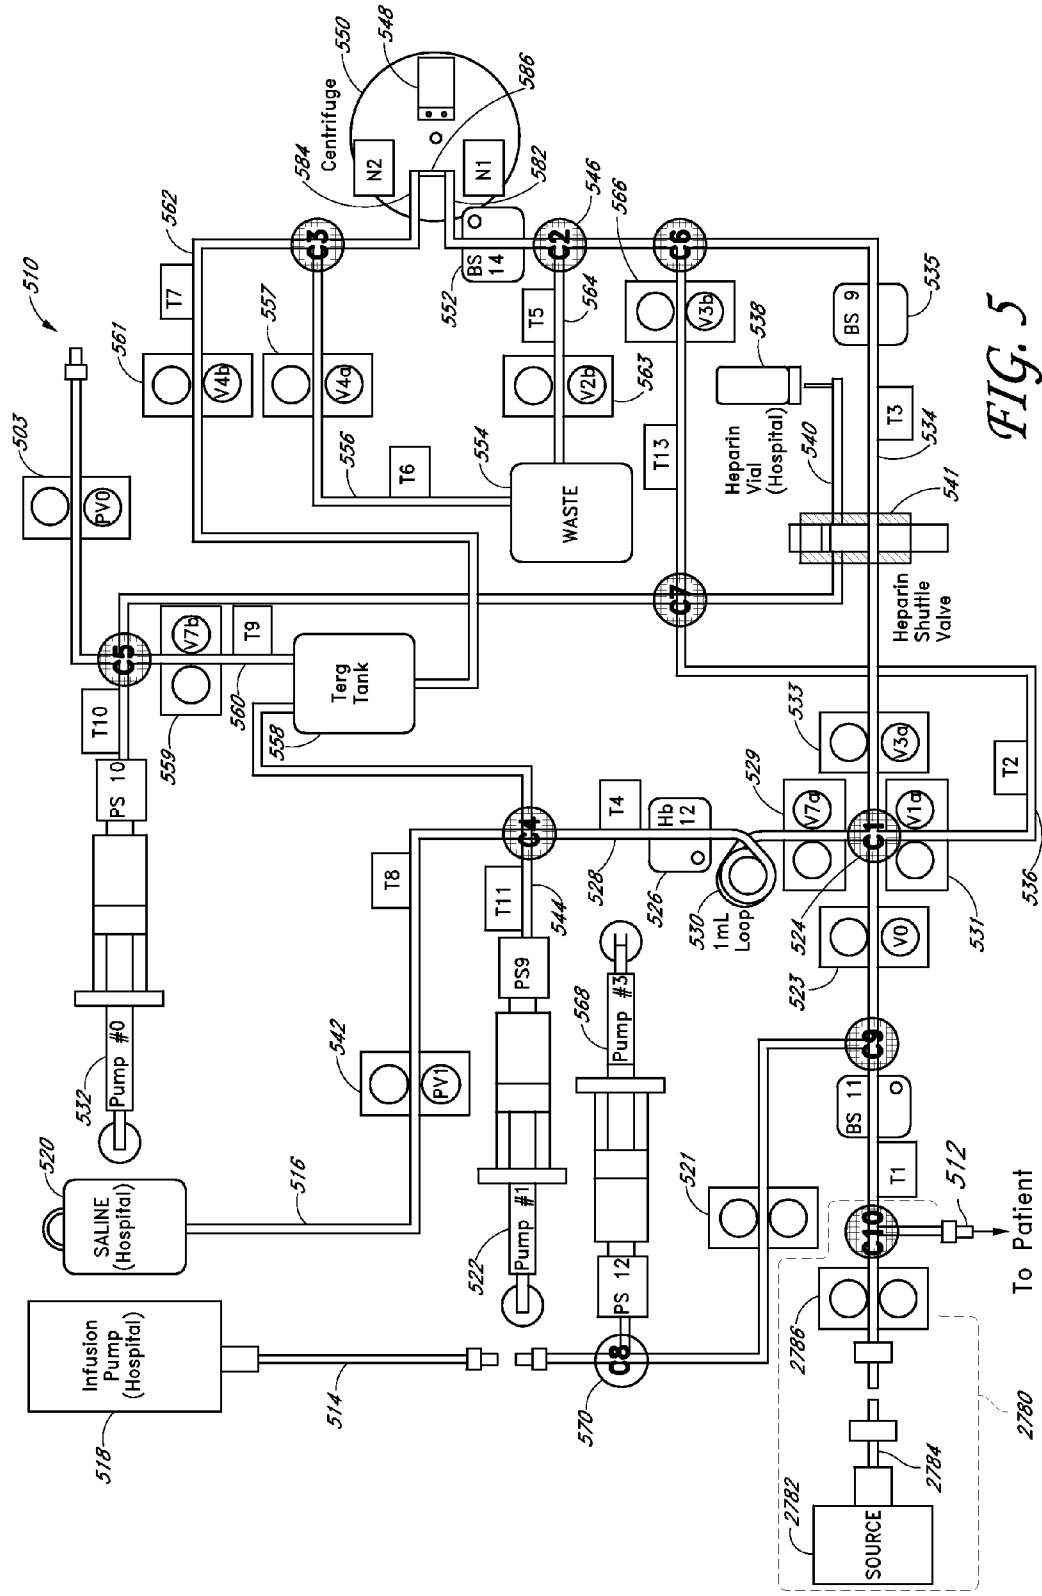 510
503
PV0
561
V4b
T7
562
557
V4a
C3
584
Centrifuge
550
548
N2
N1
586
582
BS
14
552
C2
546
T5
564
V2b
563
566
V3b
C6
556
T6
554
WASTE
T13
538
Heparin
Vial
(Hospital)
540
BS 9
535
T3
534
541
Heparin
Shuttle
Valve
C7
C5
V7b
T9
559
560
Terg
Tank
558
T10
PS 10
Pump #0
532
520
SALINE
(Hospital)
516
542
PV1
T8
C4
T11
544
PS9
Pump #1
522
T4
528
Hb
12
526
530
1mL
Loop
529
V7a
533
V3a
C1
524
V1a
531
T2
536
V0
523
C9
BS 11
T1
521
568
Pump #3
PS 12
C8
570
Infusion
Pump
(Hospital)
518
514
C10
512
To Patient
2786
2780
2784
2782
SOURCE
FIG. 5